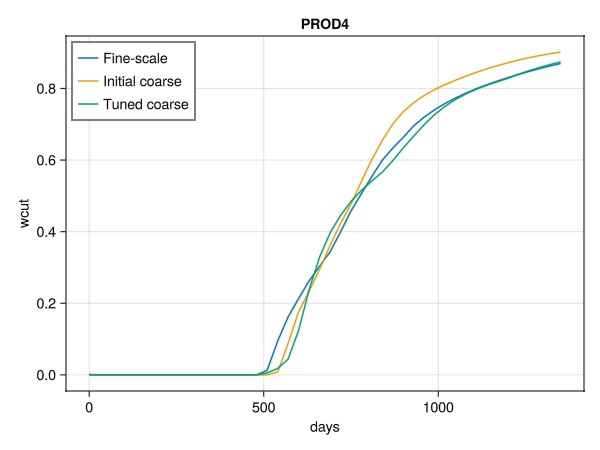 PROD4
Fine-scale
Initial coarse
Tuned coarse
0.8
0.6
0.4
0.2
0.0
wcut
0 500 1000
days